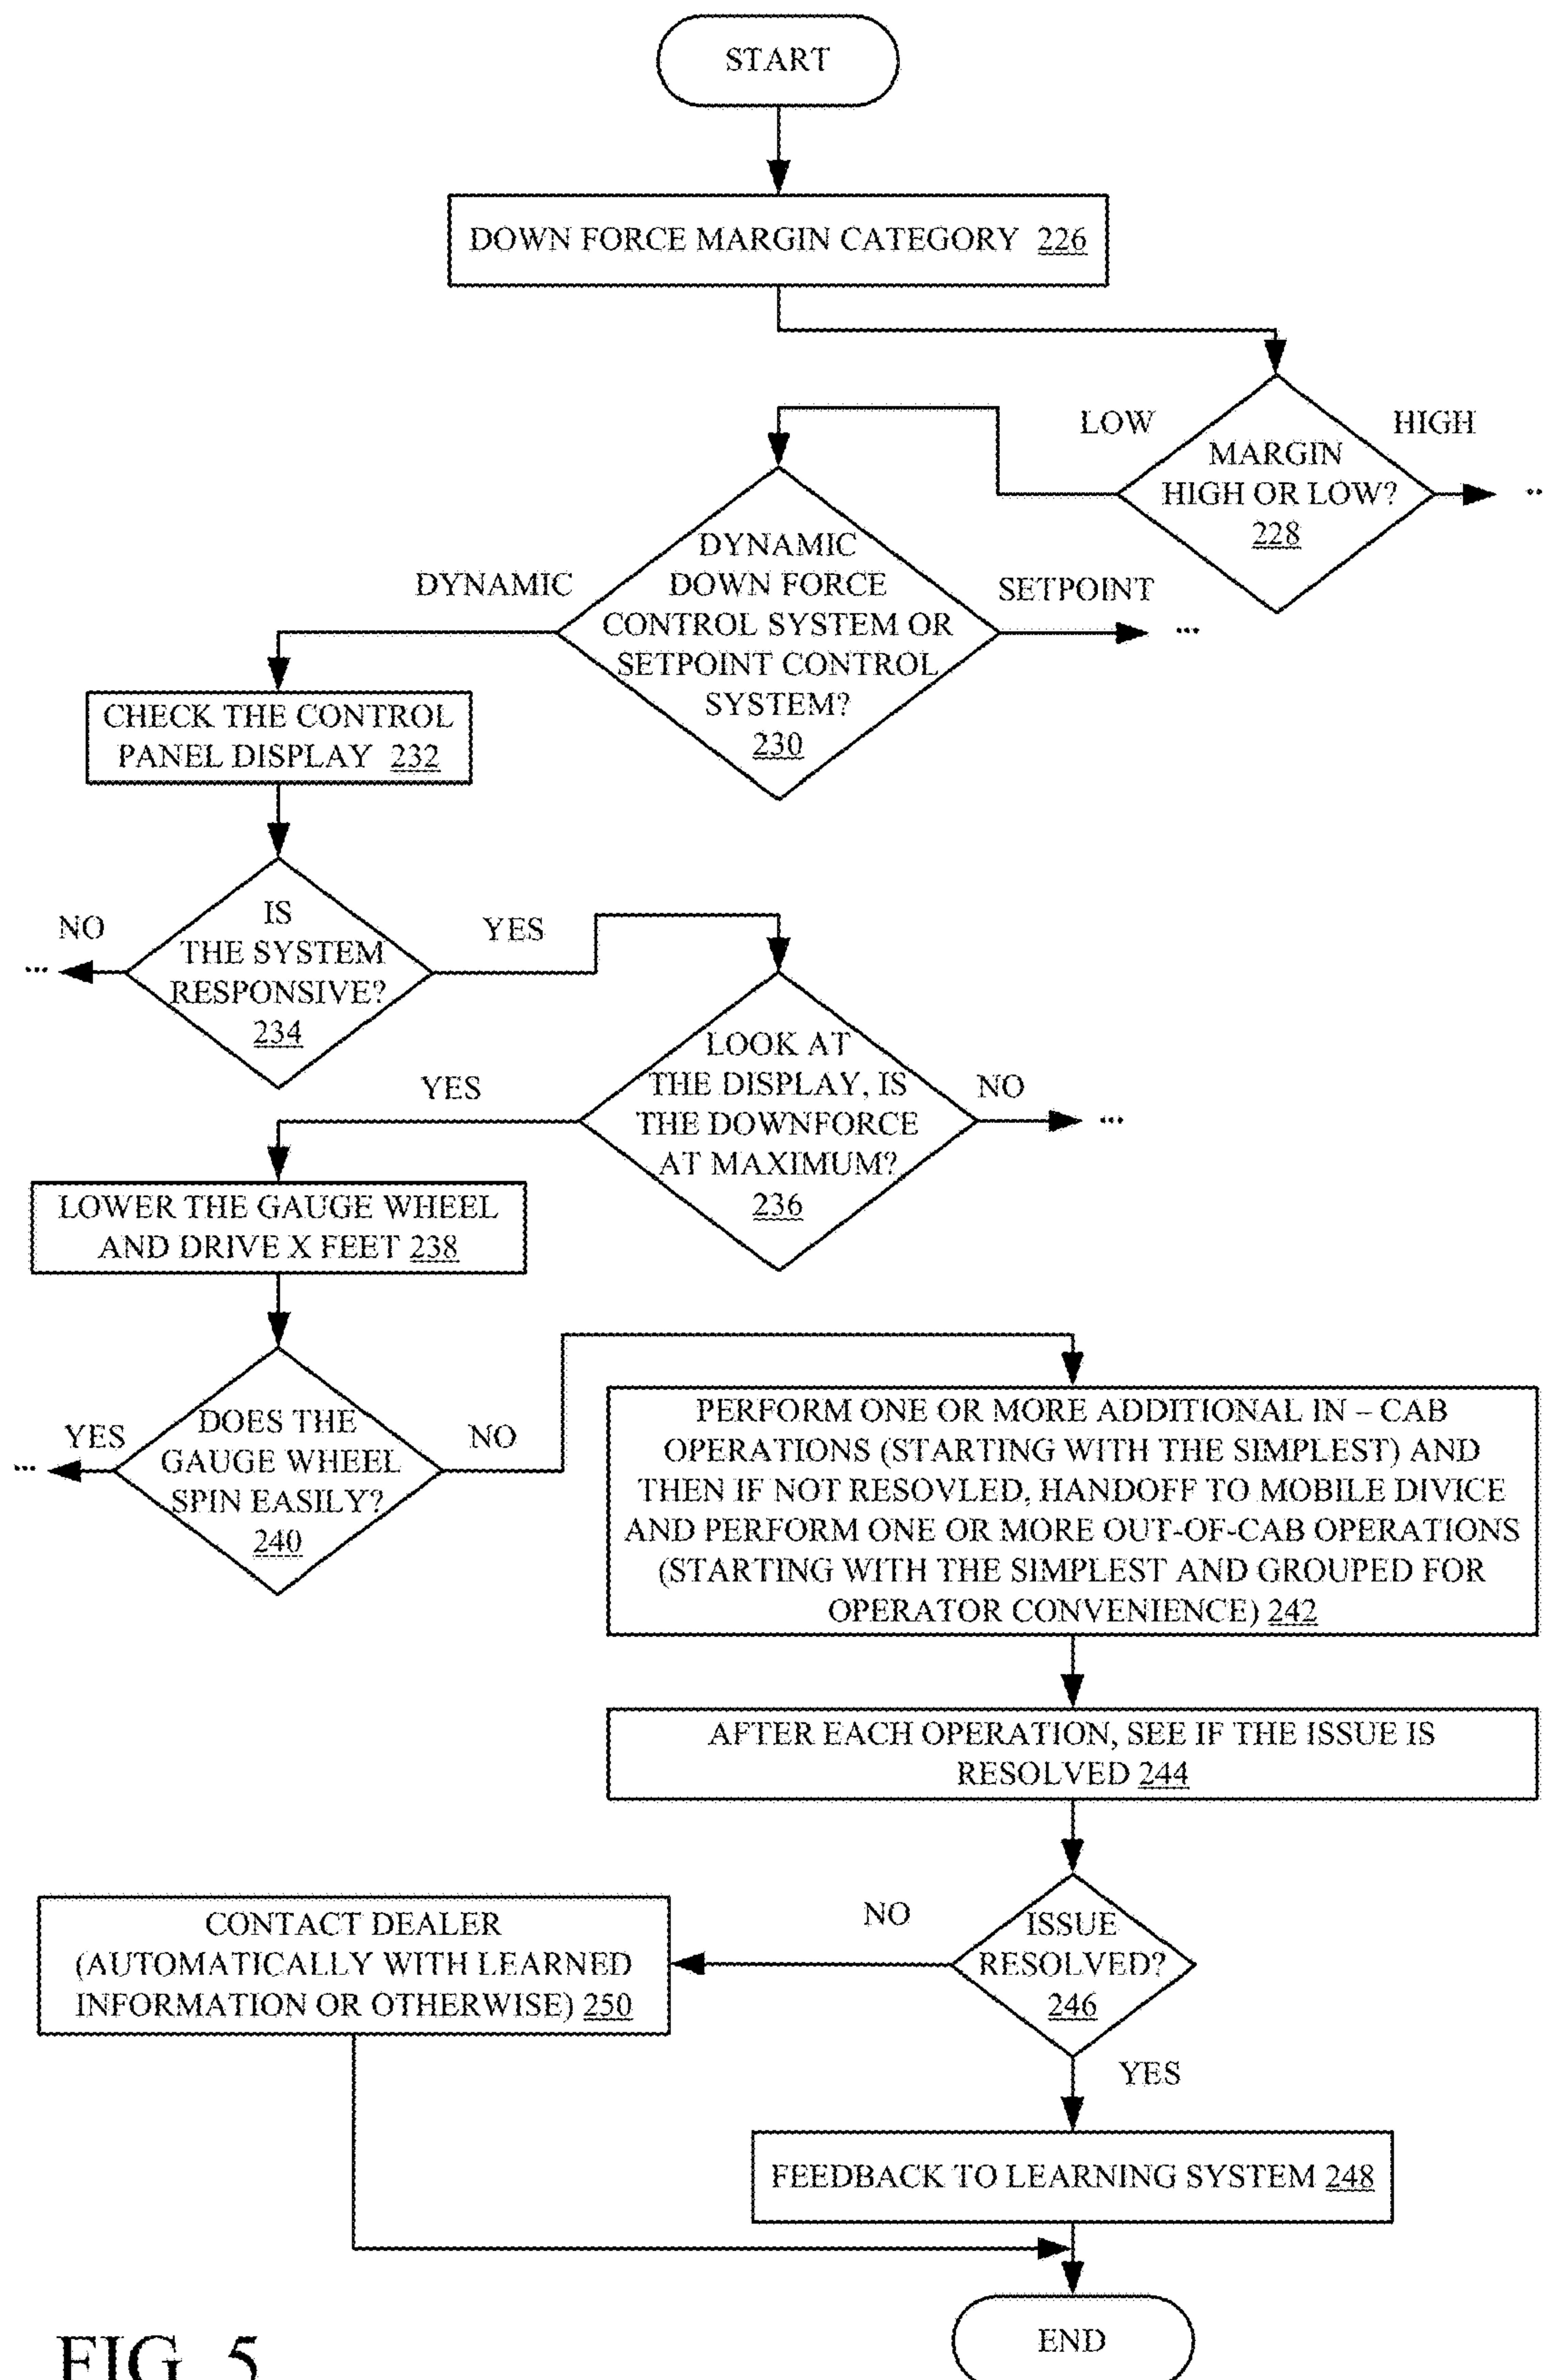 START
DOWN FORCE MARGIN CATEGORY 226
LOW
HIGH
MARGIN
HIGH OR LOW?
228
..
DYNAMIC
DYNAMIC
DOWN FORCE
CONTROL SYSTEM OR
SETPOINT CONTROL
SYSTEM?
230
SETPOINT
...
CHECK THE CONTROL
PANEL DISPLAY 232
NO
...
IS
THE SYSTEM
RESPONSIVE?
234
YES
LOOK AT
THE DISPLAY, IS
THE DOWNFORCE
AT MAXIMUM?
236
YES
NO
...
LOWER THE GAUGE WHEEL
AND DRIVE X FEET 238
YES
...
DOES THE
GAUGE WHEEL
SPIN EASILY?
240
NO
PERFORM ONE OR MORE ADDITIONAL IN – CAB
OPERATIONS (STARTING WITH THE SIMPLEST) AND
THEN IF NOT RESOVLED, HANDOFF TO MOBILE DIVICE
AND PERFORM ONE OR MORE OUT-OF-CAB OPERATIONS
(STARTING WITH THE SIMPLEST AND GROUPED FOR
OPERATOR CONVENIENCE) 242
AFTER EACH OPERATION, SEE IF THE ISSUE IS
RESOLVED 244
ISSUE
RESOLVED?
246
NO
CONTACT DEALER
(AUTOMATICALLY WITH LEARNED
INFORMATION OR OTHERWISE) 250
YES
FEEDBACK TO LEARNING SYSTEM 248
END
FIG. 5